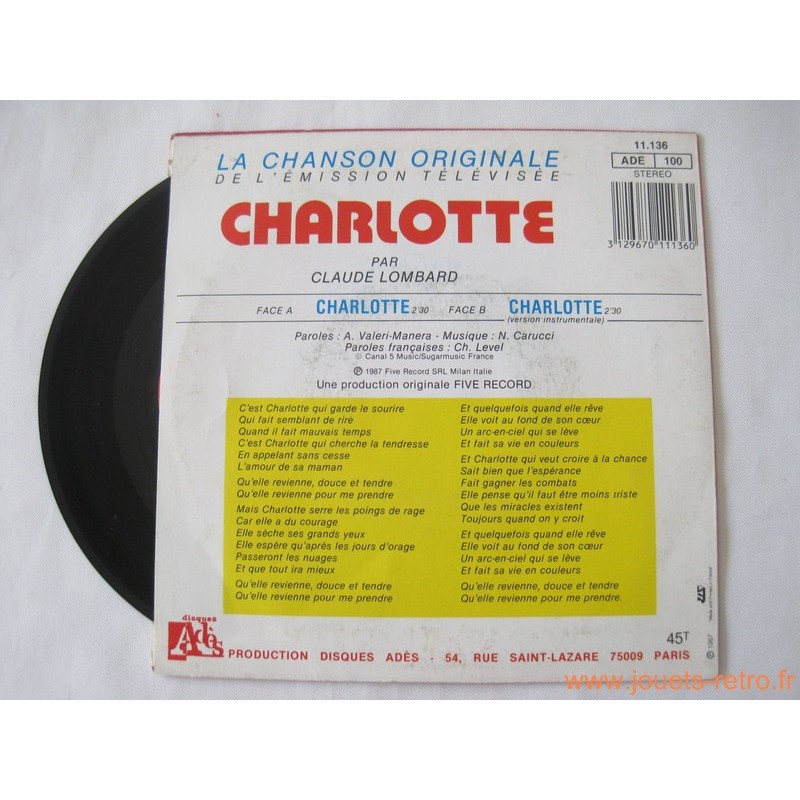 LA CHANSON ORIGINALE
DE L'ÉMISSION TÉLÉVISÉE
CHARLOTTE
PAR
CLAUDE LOMBARD
11.136
ADE 100
STEREO
3 129670 111360
FACE A CHARLOTTE 2'30 FACE B CHARLOTTE 2'30
(version instrumentale)
Paroles : A. Valeri-Manera - Musique : N. Carucci
Paroles françaises : Ch. Level
© Canal 5 Music/Sugarmusic France
℗ 1987 Five Record SRL Milan Italie
Une production originale FIVE RECORD
C'est Charlotte qui garde le sourire
Qui fait semblant de rire
Quand il fait mauvais temps
C'est Charlotte qui cherche la tendresse
En appelant sans cesse
L'amour de sa maman
Qu'elle revienne, douce et tendre
Qu'elle revienne pour me prendre
Mais Charlotte serre les poings de rage
Car elle a du courage
Elle sèche ses grands yeux
Elle espère qu'après les jours d'orage
Passeront les nuages
Et que tout ira mieux
Qu'elle revienne, douce et tendre
Qu'elle revienne pour me prendre
Et quelquefois quand elle rêve
Elle voit au fond de son cœur
Un arc-en-ciel qui se lève
Et fait sa vie en couleurs
Et Charlotte qui veut croire à la chance
Sait bien que l'espérance
Fait gagner les combats
Elle pense qu'il faut être moins triste
Que les miracles existent
Toujours quand on y croit
Et quelquefois quand elle rêve
Elle voit au fond de son cœur
Un arc-en-ciel qui se lève
Et fait sa vie en couleurs
Qu'elle revienne, douce et tendre
Qu'elle revienne pour me prendre.
disques
Adès
PRODUCTION DISQUES ADÈS - 54, RUE SAINT-LAZARE 75009 PARIS
45T
© 1987
www.jouets-retro.fr